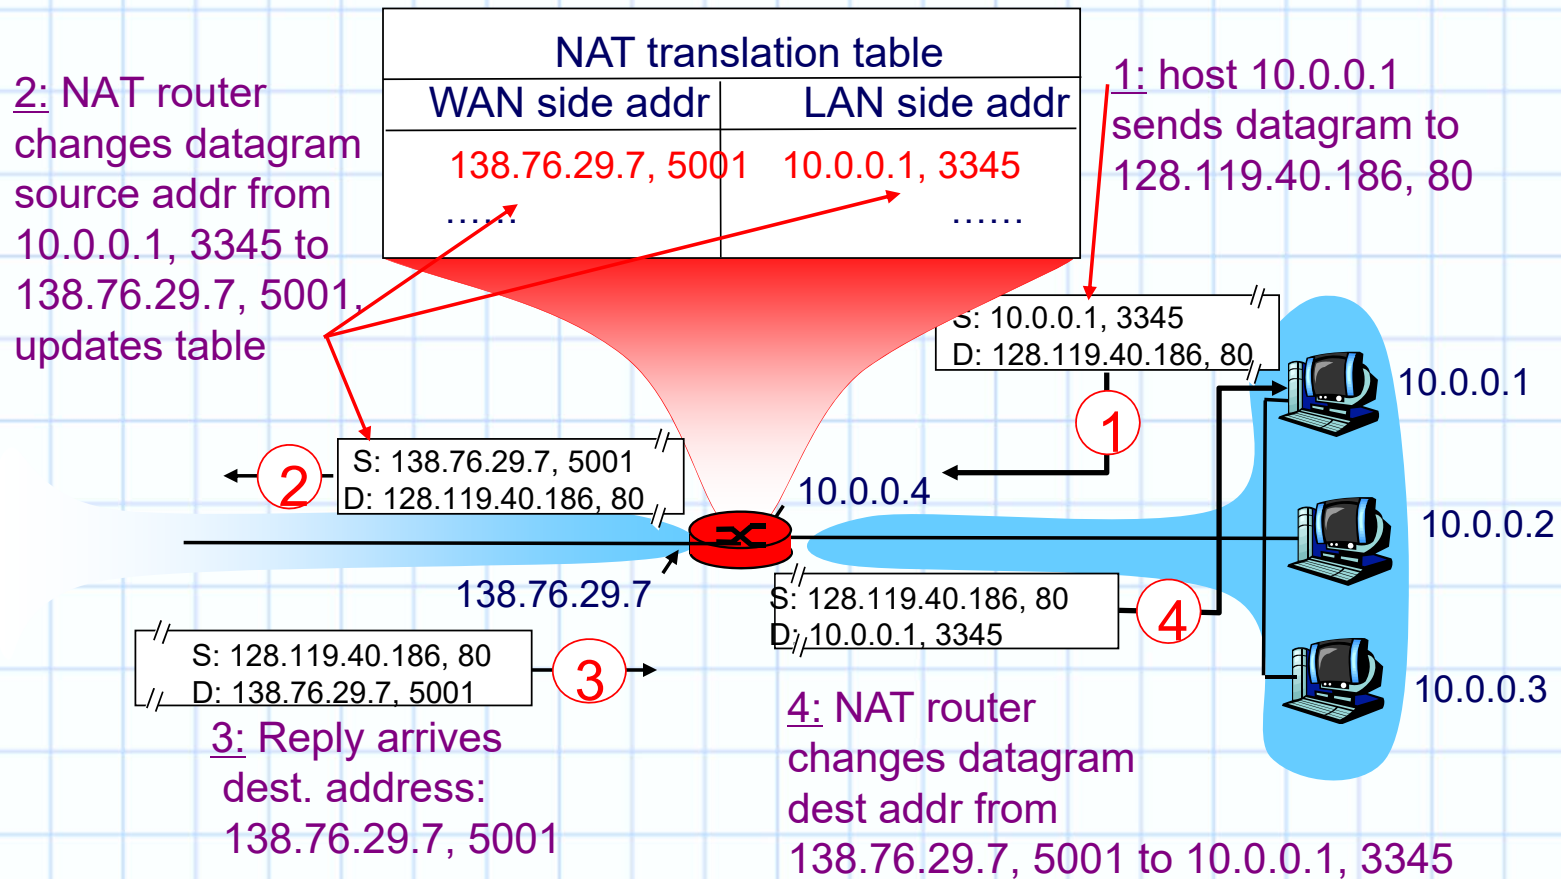 NAT translation table
WAN side addr LAN side addr
138.76.29.7, 5001 10.0.0.1, 3345
...... ......
2: NAT router
changes datagram
source addr from
10.0.0.1, 3345 to
138.76.29.7, 5001,
updates table
1: host 10.0.0.1
sends datagram to
128.119.40.186, 80
S: 10.0.0.1, 3345
D: 128.119.40.186, 80
1
10.0.0.1
S: 138.76.29.7, 5001
D: 128.119.40.186, 80
2
10.0.0.4
10.0.0.2
138.76.29.7
S: 128.119.40.186, 80
D: 10.0.0.1, 3345
4
S: 128.119.40.186, 80
D: 138.76.29.7, 5001
3
10.0.0.3
3: Reply arrives
dest. address:
138.76.29.7, 5001
4: NAT router
changes datagram
dest addr from
138.76.29.7, 5001 to 10.0.0.1, 3345